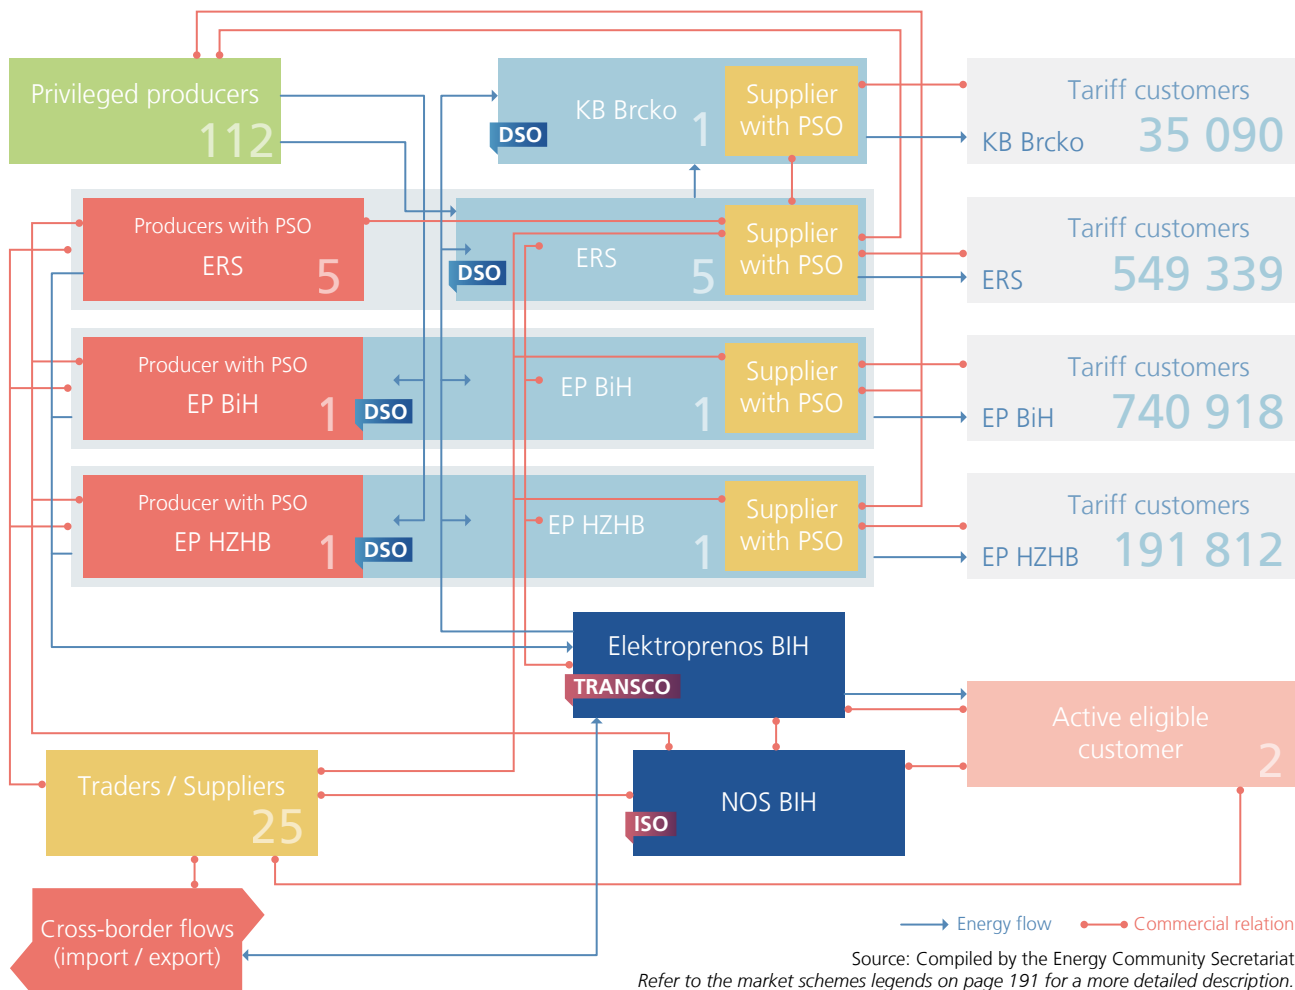 Privileged producers
112
KB Brcko
1
DSO
Supplier
with PSO
Tariff customers
KB Brcko
35 090
Producers with PSO
ERS
5
DSO
ERS
5
Supplier
with PSO
Tariff customers
ERS
549 339
Producer with PSO
EP BiH
1
DSO
EP BiH
1
Supplier
with PSO
Tariff customers
EP BiH
740 918
Producer with PSO
EP HZHB
1
DSO
EP HZHB
1
Supplier
with PSO
Tariff customers
EP HZHB
191 812
Elektroprenos BIH
TRANSCO
Active eligible
customer
2
Traders / Suppliers
25
NOS BIH
ISO
Cross-border flows
(import / export)
Energy flow
Commercial relation
Source: Compiled by the Energy Community Secretariat
Refer to the market schemes legends on page 191 for a more detailed description.